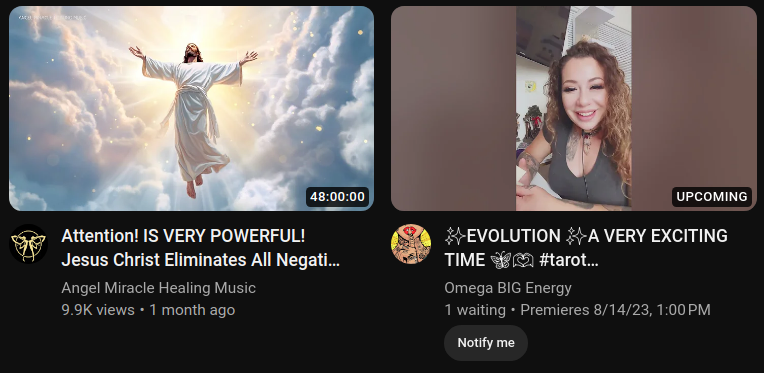 48:00:00
Attention! IS VERY POWERFUL!
Jesus Christ Eliminates All Negati...
Angel Miracle Healing Music
9.9K views • 1 month ago
UPCOMING
✨EVOLUTION ✨A VERY EXCITING
TIME 🦋🫶 #tarot...
Omega BIG Energy
1 waiting • Premieres 8/14/23, 1:00 PM
Notify me